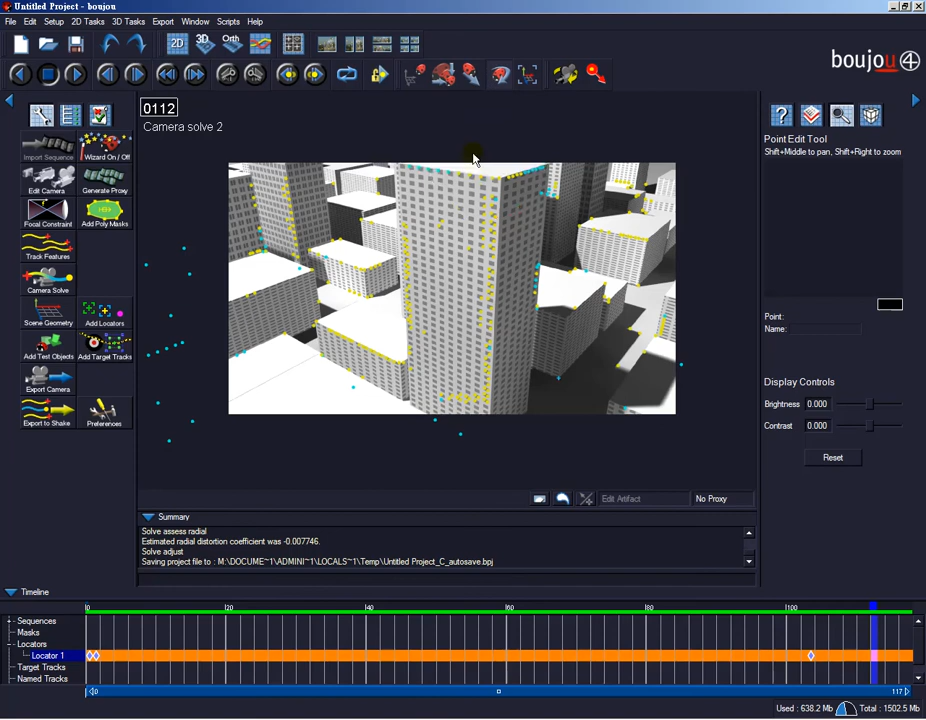 Untitled Project - boujou
File Edit Setup 2D Tasks 3D Tasks Export Window Scripts Help
2D 3D Orth
boujou 4
0112
Camera solve 2
Import Sequence Wizard On / Off
Edit Camera Generate Proxy
Focal Constraint Add Poly Masks
Track Features
Camera Solve
Scene Geometry Add Locators
Add Test Objects Add Target Tracks
Export Camera
Export to Shake Preferences
Point Edit Tool
Shift+Middle to pan, Shift+Right to zoom
Point:
Name:
Display Controls
Brightness 0.000
Contrast 0.000
Reset
Edit Artifact No Proxy
Summary
Solve assess radial
Estimated radial distortion coefficient was -0.007746.
Solve adjust
Saving project file to : M:\DOCUME~1\ADMINI~1\LOCALS~1\Temp\Untitled Project_C_autosave.bpj
Timeline
0 20 40 60 80 100
Sequences
Masks
Locators
Locator 1
Target Tracks
Named Tracks
0 117
Used : 638.2 Mb Total : 1502.5 Mb